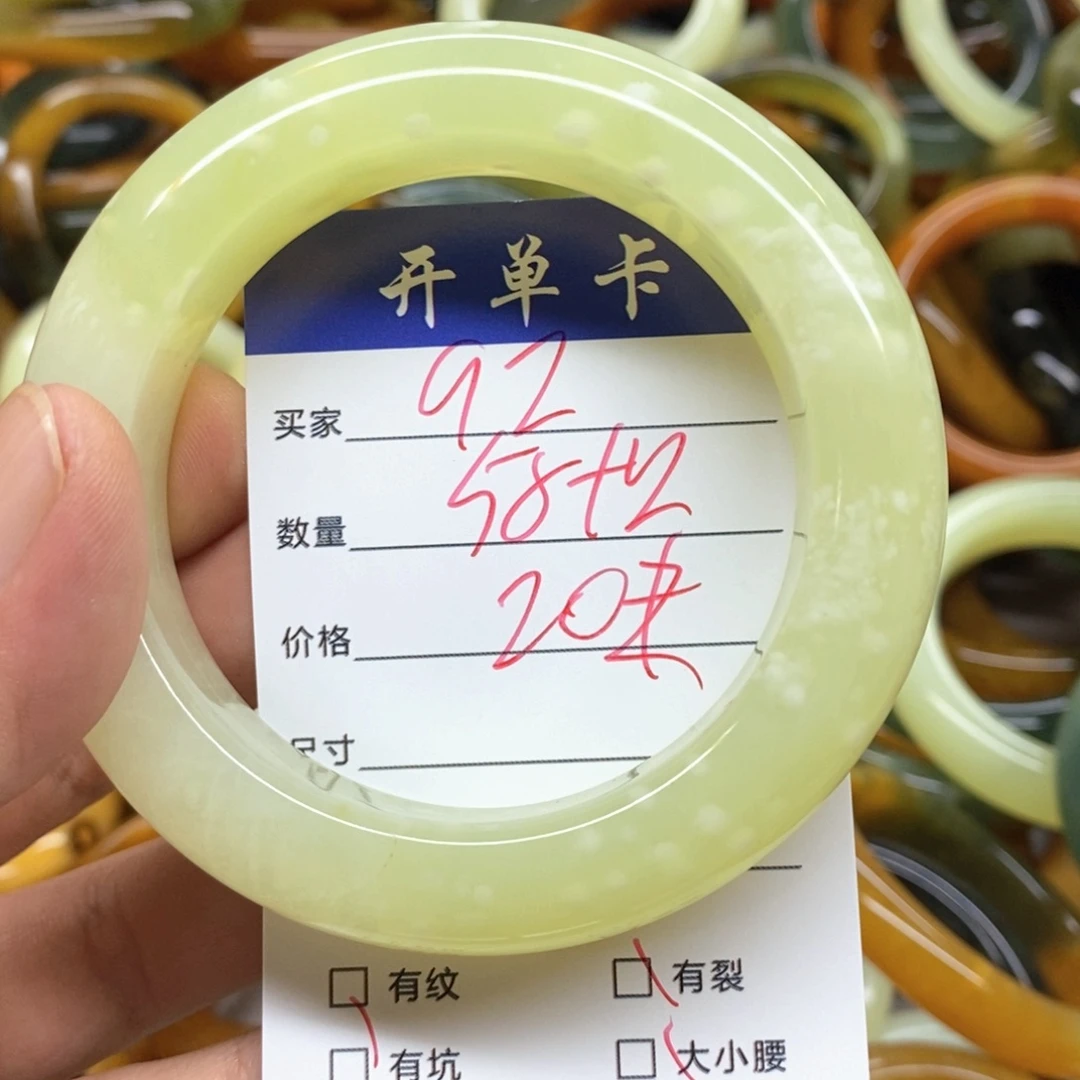 开单卡
买家 92
数量 58+12
价格 20
尺寸
有纹 有裂
有坑 大小腰